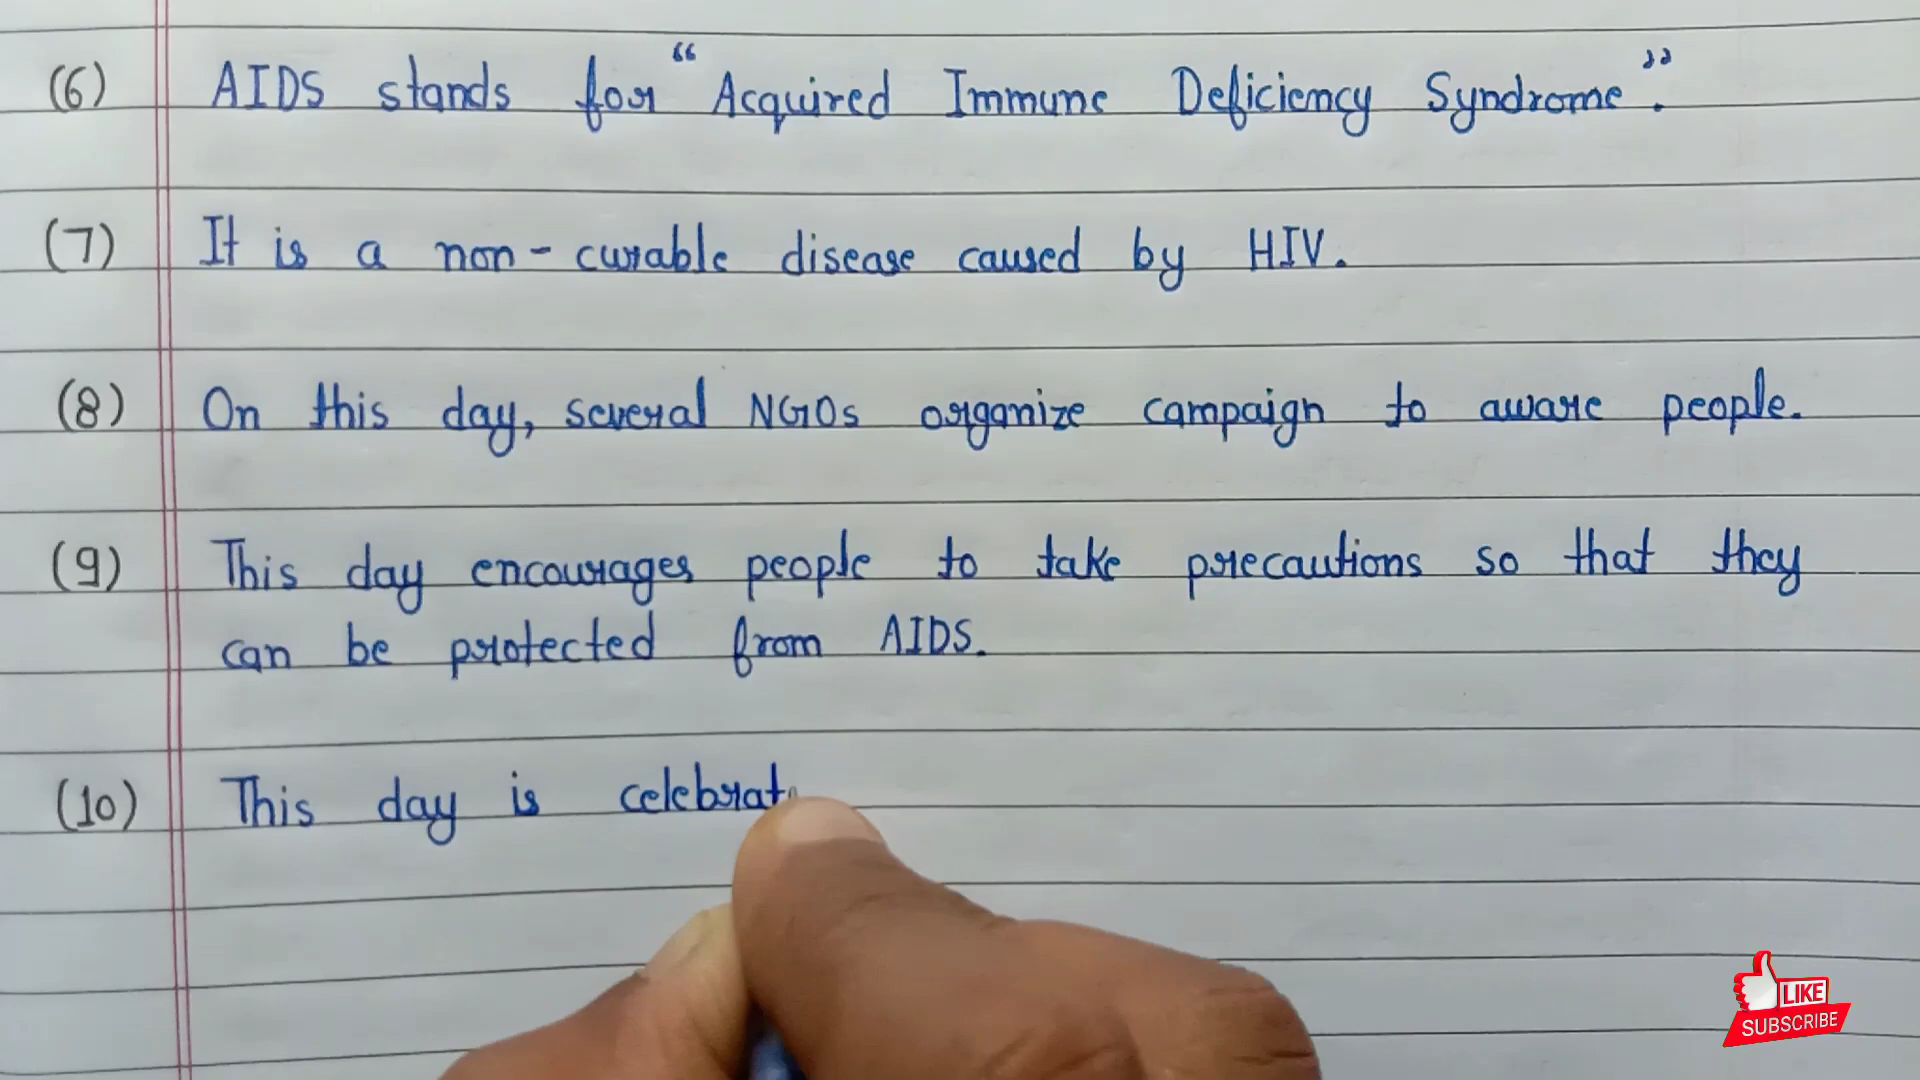 (6) AIDS stands for “Acquired Immune Deficiency Syndrome”.
(7) It is a non-curable disease caused by HIV.
(8) On this day, several NGOs organize campaign to aware people.
(9) This day encourages people to take precautions so that they
can be protected from AIDS.
(10) This day is celebrat
LIKE
SUBSCRIBE